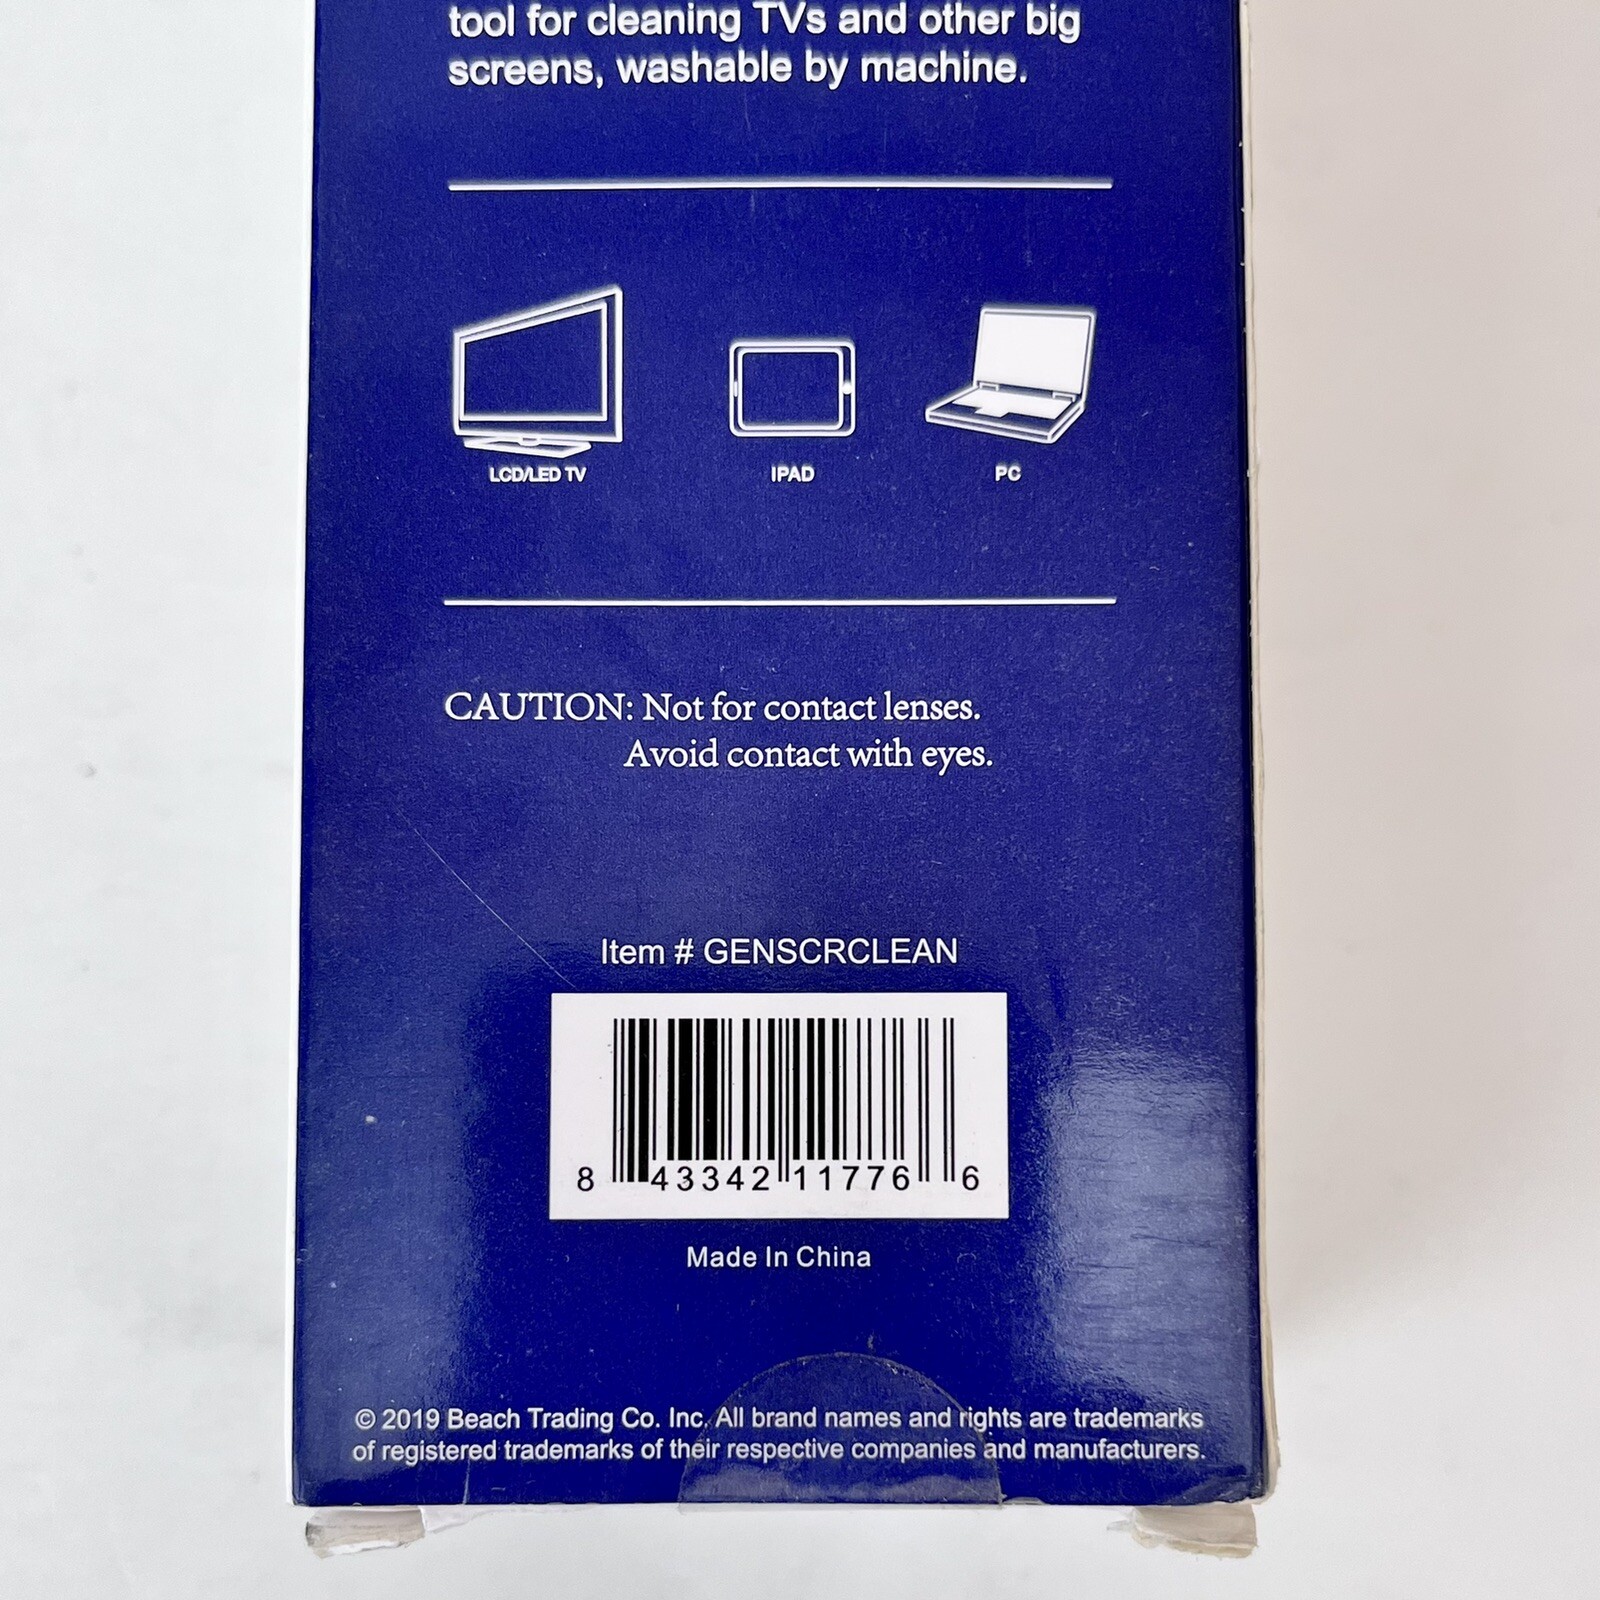 tool for cleaning TVs and other big
screens, washable by machine.
LCD/LED TV
IPAD
PC
CAUTION: Not for contact lenses.
Avoid contact with eyes.
Item # GENSCRCLEAN
8 43342 11776 6
Made In China
© 2019 Beach Trading Co. Inc. All brand names and rights are trademarks
of registered trademarks of their respective companies and manufacturers.